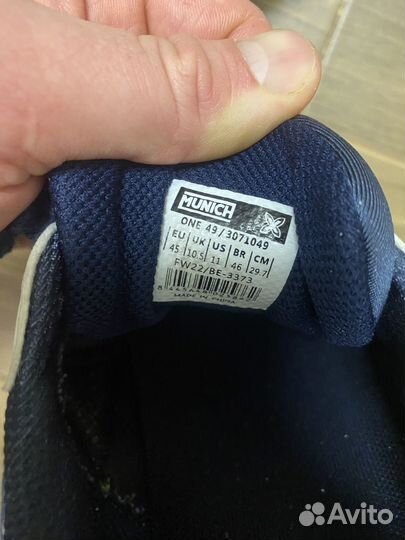 MUNICH
ONE 49/3071049
EU UK US BR CM
45 10.5 11 46 29.7
FW22/BE-3373
MADE IN CHINA
Avito